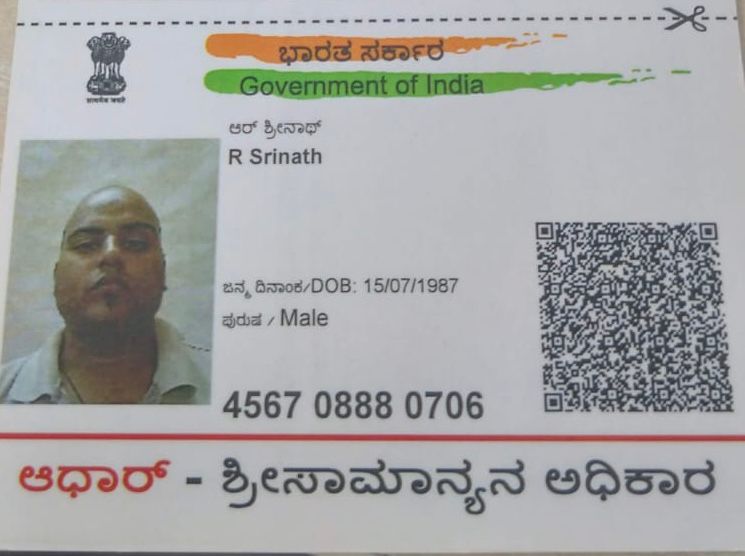 ಭಾರತ ಸರ್ಕಾರ
Government of India
सत्यमेव जयते
ಆರ್ ಶ್ರೀನಾಥ್
R Srinath
ಜನ್ಮ ದಿನಾಂಕ/DOB: 15/07/1987
ಪುರುಷ / Male
4567 0888 0706
ಆಧಾರ್ - ಶ್ರೀಸಾಮಾನ್ಯನ ಅಧಿಕಾರ